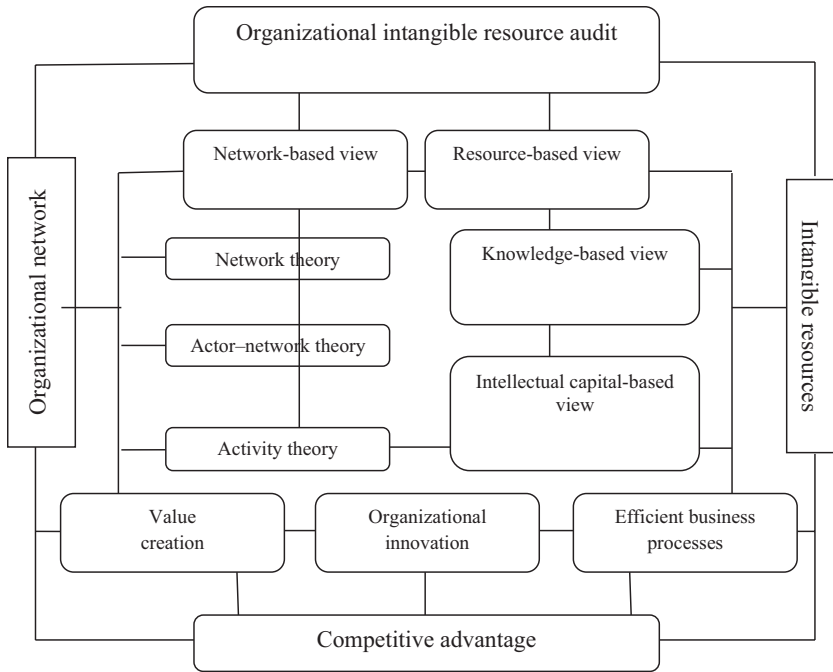 Organizational intangible resource audit
Network-based view
Resource-based view
Organizational network
Intangible resources
Network theory
Knowledge-based view
Actor–network theory
Intellectual capital-based
view
Activity theory
Value
creation
Organizational
innovation
Efficient business
processes
Competitive advantage